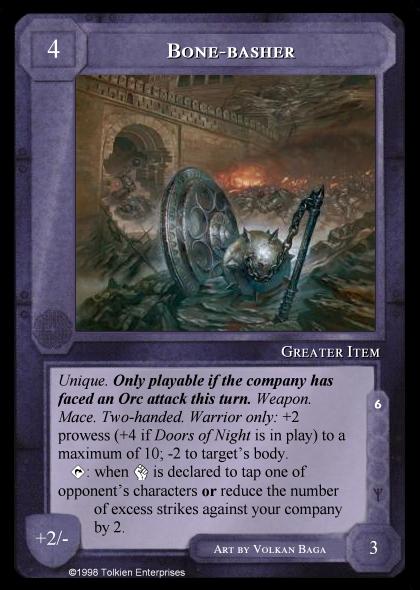 4
BONE-BASHER
GREATER ITEM
Unique. Only playable if the company has
faced an Orc attack this turn. Weapon.
Mace. Two-handed. Warrior only: +2
prowess (+4 if Doors of Night is in play) to a
maximum of 10; -2 to target's body.
: when is declared to tap one of
opponent's characters or reduce the number
of excess strikes against your company
by 2.
6
+2/-
ART BY VOLKAN BAGA
3
©1998 Tolkien Enterprises